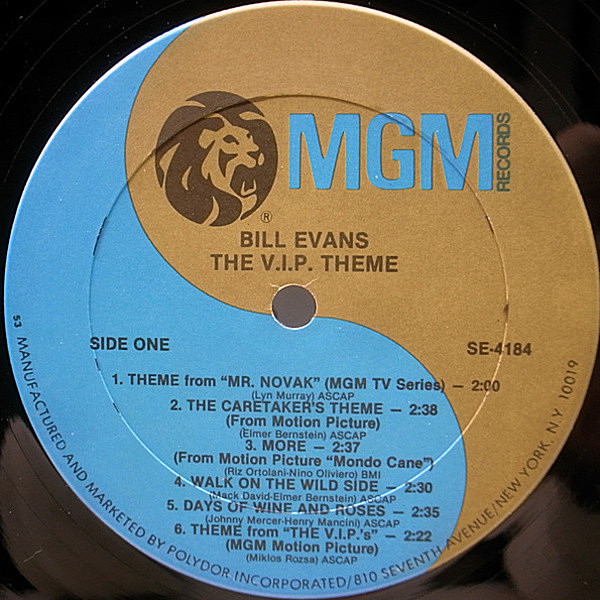 MGM
RECORDS
®
BILL EVANS
THE V.I.P. THEME
SIDE ONE
SE-4184
1. THEME from "MR. NOVAK" (MGM TV Series) — 2:00
(Lyn Murray) ASCAP
2. THE CARETAKER'S THEME — 2:38
(From Motion Picture)
(Elmer Bernstein) ASCAP
3. MORE — 2:37
(From Motion Picture "Mondo Cane")
(Riz Ortolani-Nino Oliviero) BMI
4. WALK ON THE WILD SIDE — 2:30
(Mack David-Elmer Bernstein) ASCAP
5. DAYS OF WINE AND ROSES — 2:35
(Johnny Mercer-Henry Mancini) ASCAP
6. THEME from "THE V.I.P.'s" — 2:22
(MGM Motion Picture)
(Miklos Rozsa) ASCAP
53 MANUFACTURED AND MARKETED BY POLYDOR INCORPORATED/810 SEVENTH AVENUE/NEW YORK, N.Y. 10019